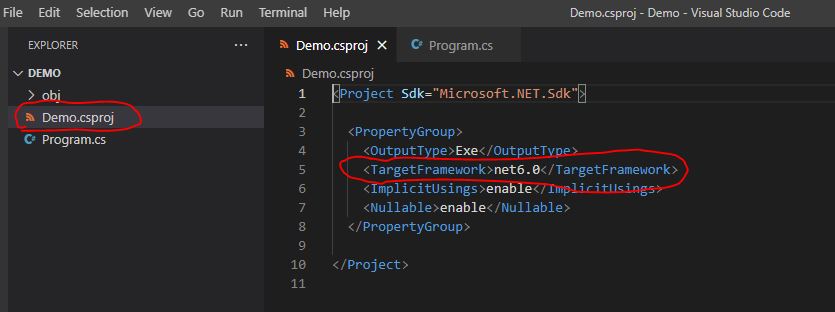 File Edit Selection View Go Run Terminal Help Demo.csproj - Demo - Visual Studio Code
EXPLORER
DEMO
obj
Demo.csproj
C# Program.cs
Demo.csproj C# Program.cs
Demo.csproj
1 <Project Sdk="Microsoft.NET.Sdk">
2
3 <PropertyGroup>
4 <OutputType>Exe</OutputType>
5 <TargetFramework>net6.0</TargetFramework>
6 <ImplicitUsings>enable</ImplicitUsings>
7 <Nullable>enable</Nullable>
8 </PropertyGroup>
9
10 </Project>
11